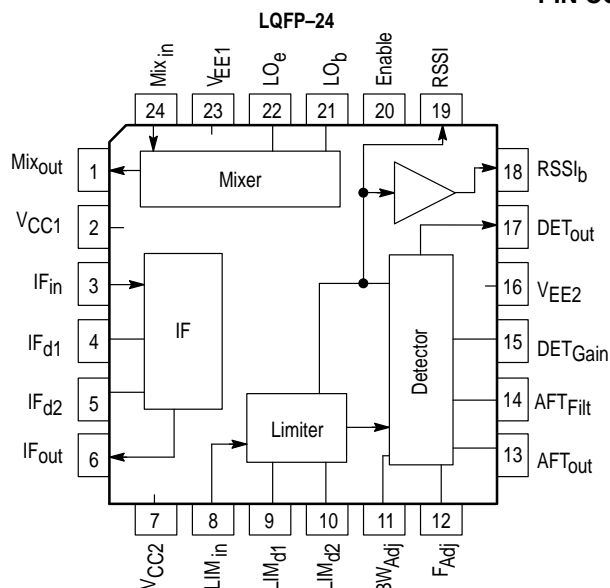 LQFP–24
Mixin
VEE1
LOe
LOb
Enable
RSSI
24
23
22
21
20
19
Mixout
1
Mixer
18
RSSIb
VCC1
2
17
DETout
IFin
3
16
VEE2
IF
IFd1
4
Detector
15
DETGain
IFd2
5
Limiter
14
AFTFilt
IFout
6
13
AFTout
7
8
9
10
11
12
VCC2
LIMin
LIMd1
LIMd2
BWAdj
FAdj